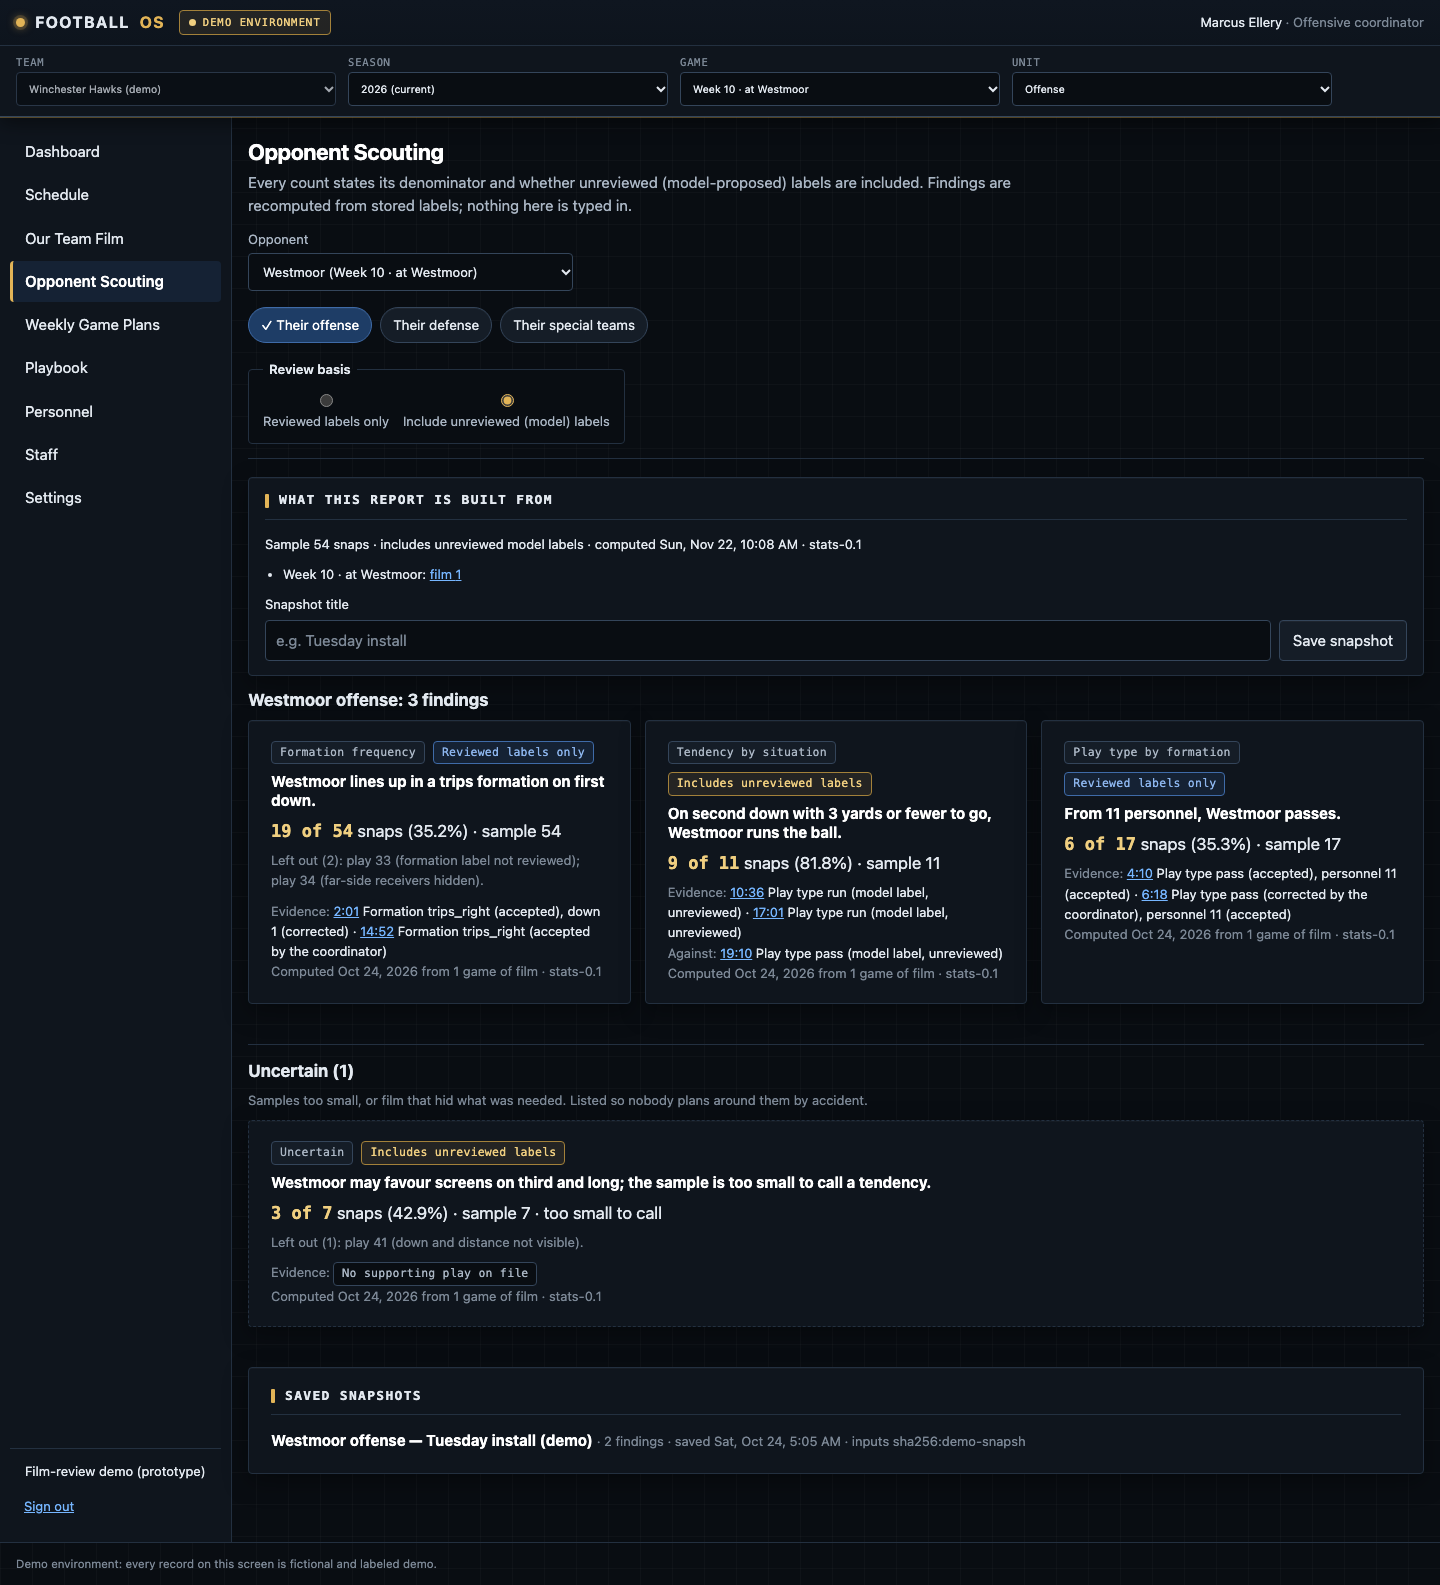 FOOTBALL OS
DEMO ENVIRONMENT
Marcus Ellery · Offensive coordinator
TEAM
Winchester Hawks (demo)
SEASON
2026 (current)
GAME
Week 10 · at Westmoor
UNIT
Offense
Dashboard
Schedule
Our Team Film
Opponent Scouting
Weekly Game Plans
Playbook
Personnel
Staff
Settings
Film-review demo (prototype)
Sign out
Opponent Scouting
Every count states its denominator and whether unreviewed (model-proposed) labels are included. Findings are
recomputed from stored labels; nothing here is typed in.
Opponent
Westmoor (Week 10 · at Westmoor)
✓ Their offense
Their defense
Their special teams
Review basis
Reviewed labels only
Include unreviewed (model) labels
WHAT THIS REPORT IS BUILT FROM
Sample 54 snaps · includes unreviewed model labels · computed Sun, Nov 22, 10:08 AM · stats-0.1
• Week 10 · at Westmoor: film 1
Snapshot title
e.g. Tuesday install
Save snapshot
Westmoor offense: 3 findings
Formation frequency
Reviewed labels only
Westmoor lines up in a trips formation on first
down.
19 of 54 snaps (35.2%) · sample 54
Left out (2): play 33 (formation label not reviewed);
play 34 (far-side receivers hidden).
Evidence: 2:01 Formation trips_right (accepted), down
1 (corrected) · 14:52 Formation trips_right (accepted
by the coordinator)
Computed Oct 24, 2026 from 1 game of film · stats-0.1
Tendency by situation
Includes unreviewed labels
On second down with 3 yards or fewer to go,
Westmoor runs the ball.
9 of 11 snaps (81.8%) · sample 11
Evidence: 10:36 Play type run (model label,
unreviewed) · 17:01 Play type run (model label,
unreviewed)
Against: 19:10 Play type pass (model label, unreviewed)
Computed Oct 24, 2026 from 1 game of film · stats-0.1
Play type by formation
Reviewed labels only
From 11 personnel, Westmoor passes.
6 of 17 snaps (35.3%) · sample 17
Evidence: 4:10 Play type pass (accepted), personnel 11
(accepted) · 6:18 Play type pass (corrected by the
coordinator), personnel 11 (accepted)
Computed Oct 24, 2026 from 1 game of film · stats-0.1
Uncertain (1)
Samples too small, or film that hid what was needed. Listed so nobody plans around them by accident.
Uncertain
Includes unreviewed labels
Westmoor may favour screens on third and long; the sample is too small to call a tendency.
3 of 7 snaps (42.9%) · sample 7 · too small to call
Left out (1): play 41 (down and distance not visible).
Evidence: No supporting play on file
Computed Oct 24, 2026 from 1 game of film · stats-0.1
SAVED SNAPSHOTS
Westmoor offense — Tuesday install (demo) · 2 findings · saved Sat, Oct 24, 5:05 AM · inputs sha256:demo-snapsh
Demo environment: every record on this screen is fictional and labeled demo.